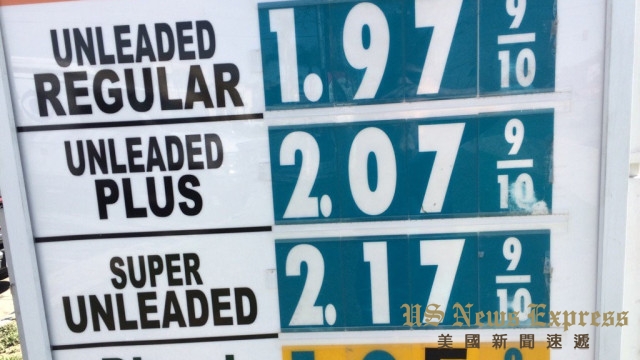 UNLEADED
REGULAR
1.97 9/10
UNLEADED
PLUS
2.07 9/10
SUPER
UNLEADED
2.17 9/10
US News Express
美國新聞速遞